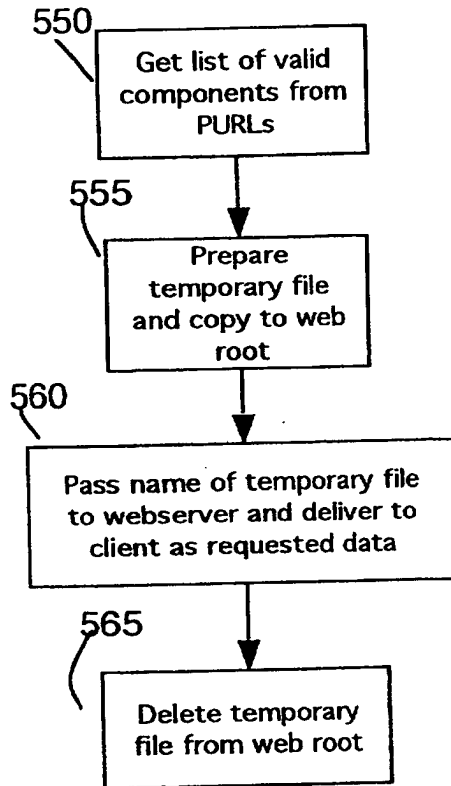 550
Get list of valid
components from
PURLs
555
Prepare
temporary file
and copy to web
root
560
Pass name of temporary file
to webserver and deliver to
client as requested data
565
Delete temporary
file from web root